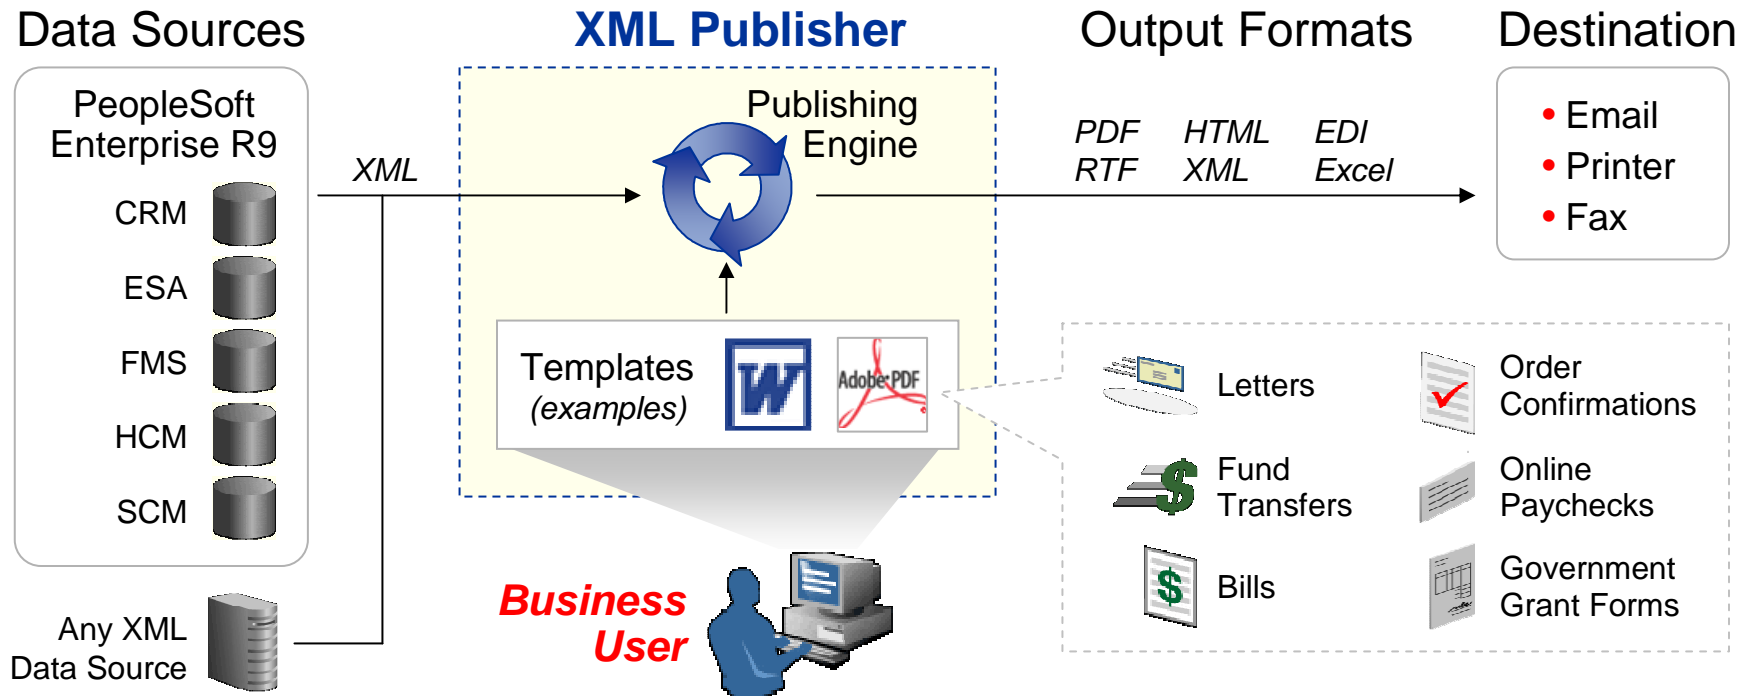 Data Sources
XML Publisher
Output Formats
Destination
PeopleSoft
Enterprise R9
CRM
ESA
FMS
HCM
SCM
Any XML
Data Source
XML
Publishing
Engine
Templates
(examples)
W
Adobe PDF
Business
User
PDF HTML EDI
RTF XML Excel
• Email
• Printer
• Fax
Letters
Fund
Transfers
$
Bills
$
Order
Confirmations
Online
Paychecks
Government
Grant Forms